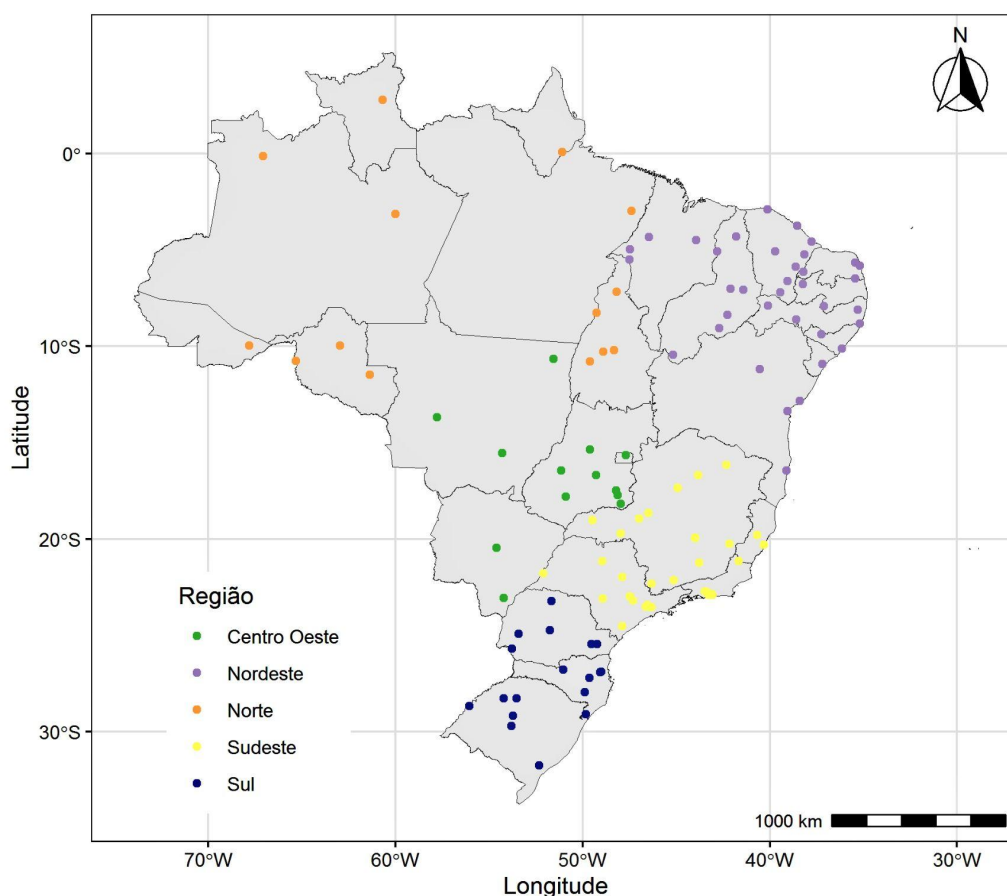 N
0°
10°S
20°S
30°S
Latitude
Região
Centro Oeste
Nordeste
Norte
Sudeste
Sul
1000 km
70°W
60°W
50°W
40°W
30°W
Longitude